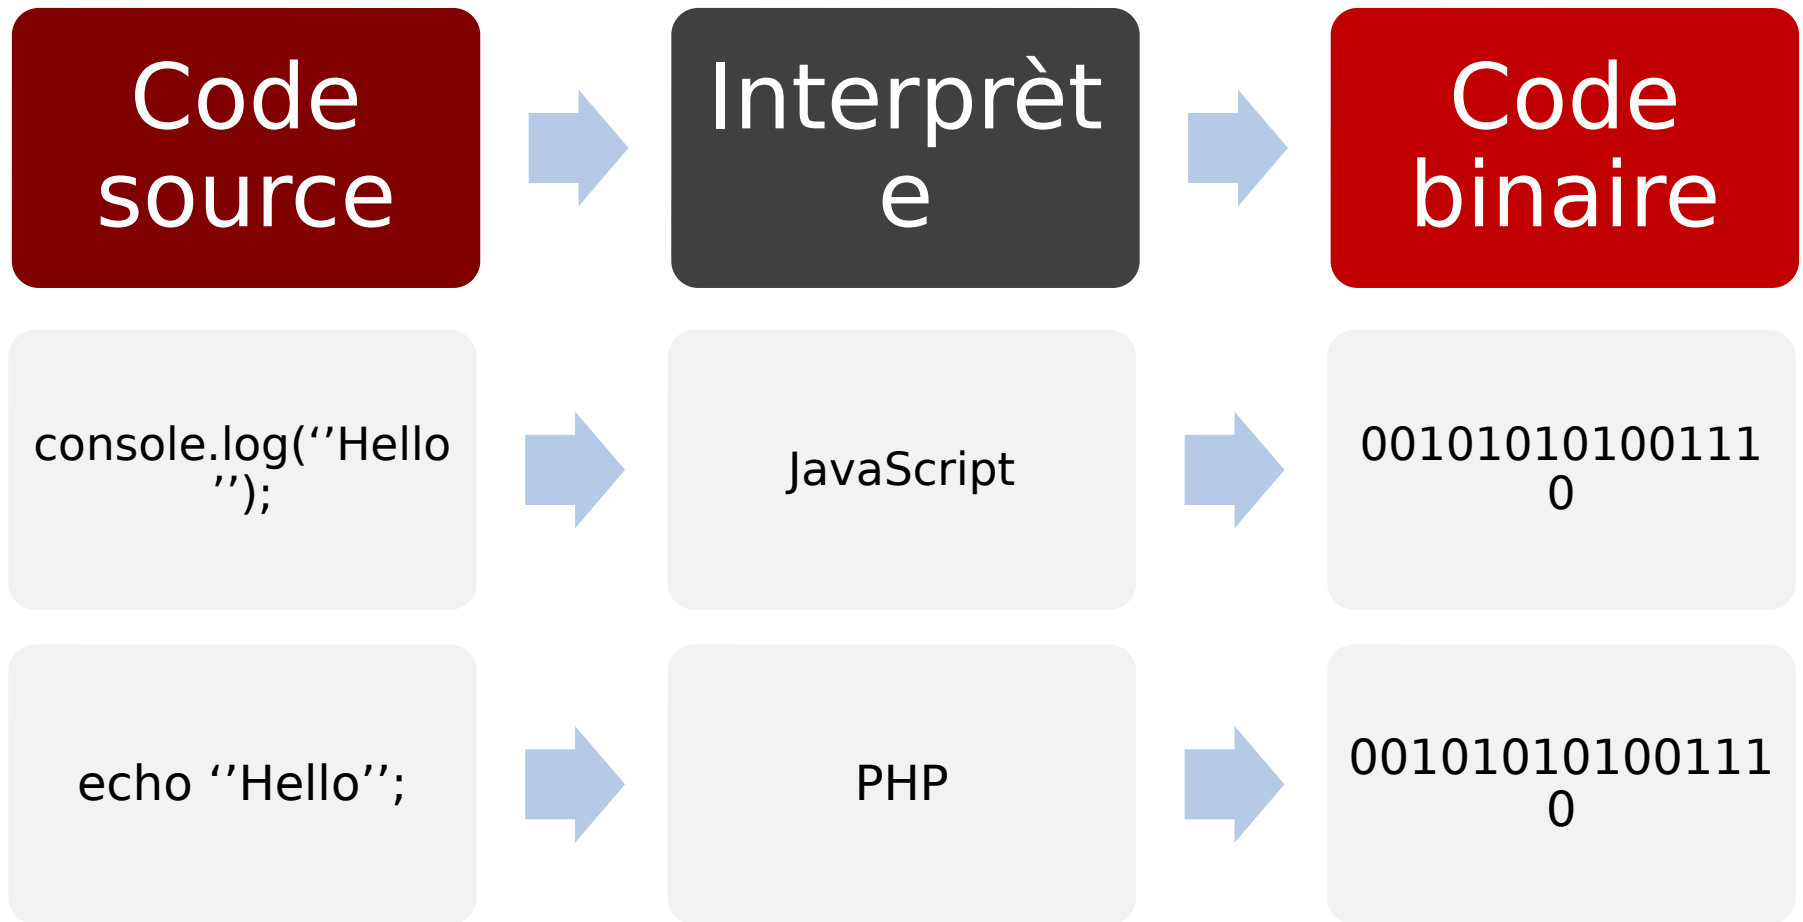 Code
source
Interprèt
e
Code
binaire
console.log(‘’Hello
’’);
JavaScript
00101010100111
0
echo ‘’Hello’’;
PHP
00101010100111
0